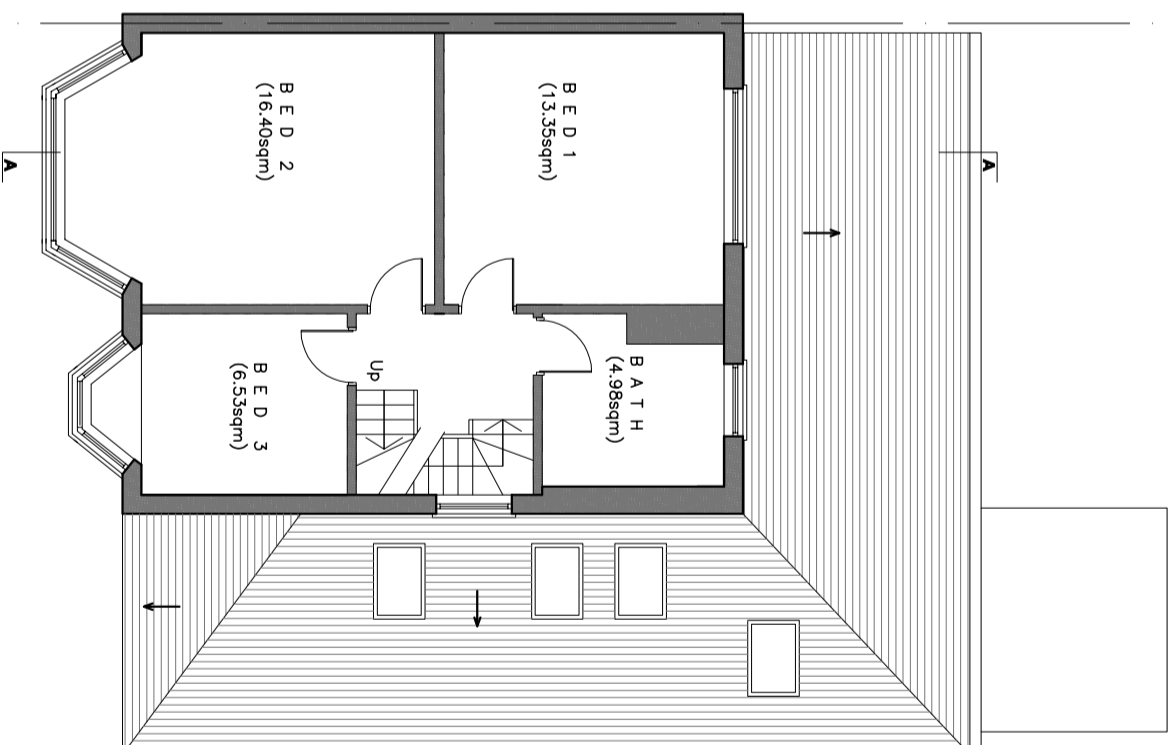 B E D 1
(13.35sqm)
B E D 2
(16.40sqm)
B A T H
(4.98sqm)
B E D 3
(6.53sqm)
Up
A
A